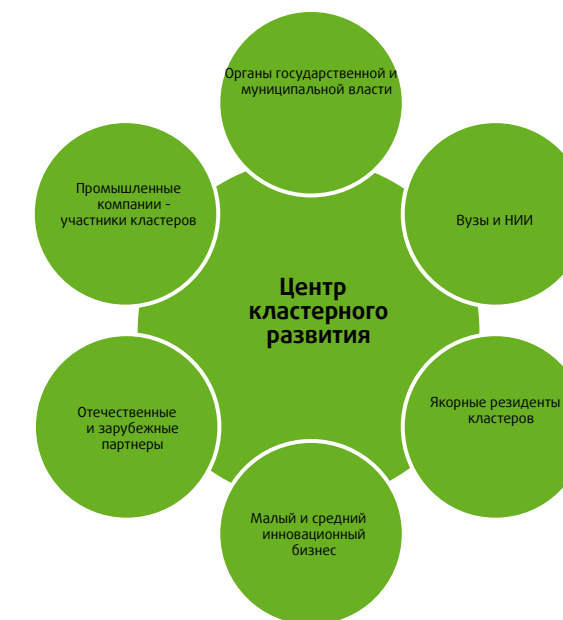 Органы государственной и
муниципальной власти
Промышленные
компании -
участники кластеров
Вузы и НИИ
Центр
кластерного
развития
Якорные резиденты
кластеров
Отечественные
и зарубежные
партнеры
Малый и средний
инновационный
бизнес